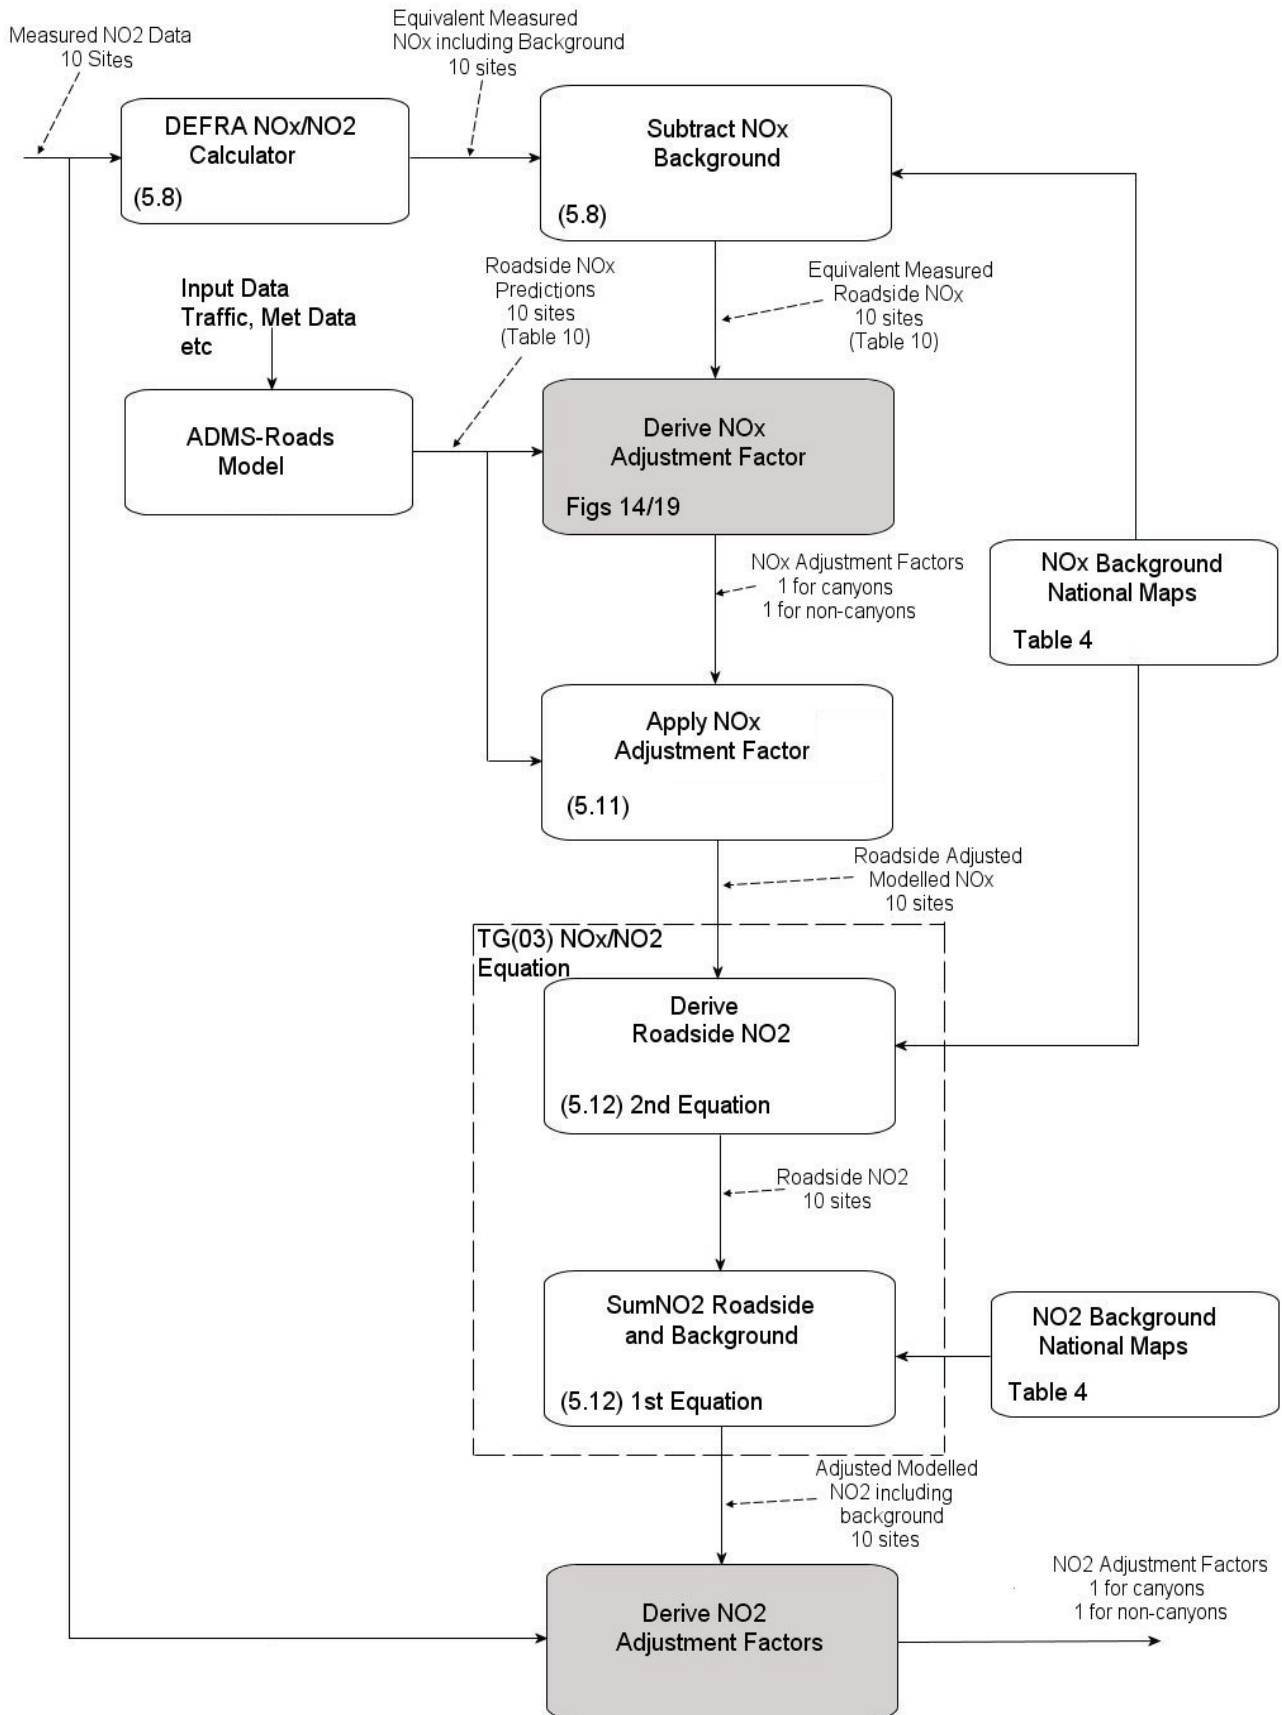 Measured NO2 Data
10 Sites
Equivalent Measured
NOx including Background
10 sites
DEFRA NOx/NO2
Calculator
(5.8)
Subtract NOx
Background
(5.8)
Input Data
Traffic, Met Data
etc
Roadside NOx
Predictions
10 sites
(Table 10)
Equivalent Measured
Roadside NOx
10 sites
(Table 10)
ADMS-Roads
Model
Derive NOx
Adjustment Factor
Figs 14/19
NOx Adjustment Factors
1 for canyons
1 for non-canyons
NOx Background
National Maps
Table 4
Apply NOx
Adjustment Factor
(5.11)
Roadside Adjusted
Modelled NOx
10 sites
TG(03) NOx/NO2
Equation
Derive
Roadside NO2
(5.12) 2nd Equation
Roadside NO2
10 sites
SumNO2 Roadside
and Background
(5.12) 1st Equation
NO2 Background
National Maps
Table 4
Adjusted Modelled
NO2 including
background
10 sites
Derive NO2
Adjustment Factors
NO2 Adjustment Factors
1 for canyons
1 for non-canyons